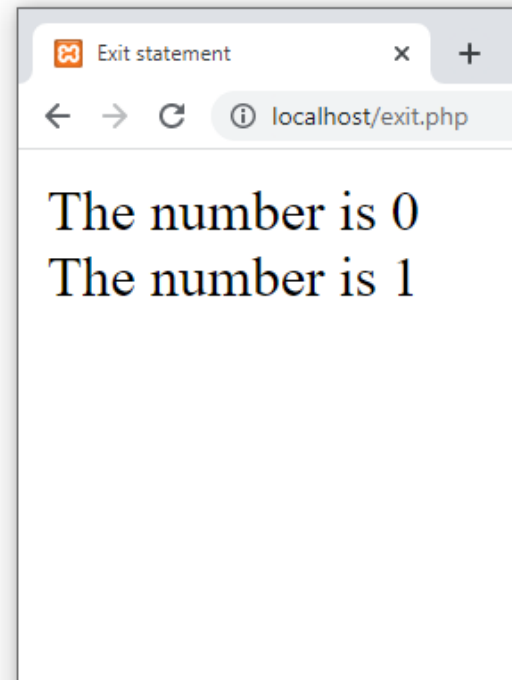 Exit statement
localhost/exit.php
The number is 0
The number is 1